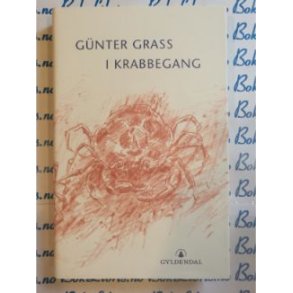 GÜNTER GRASS
I KRABBEGANG
GYLDENDAL